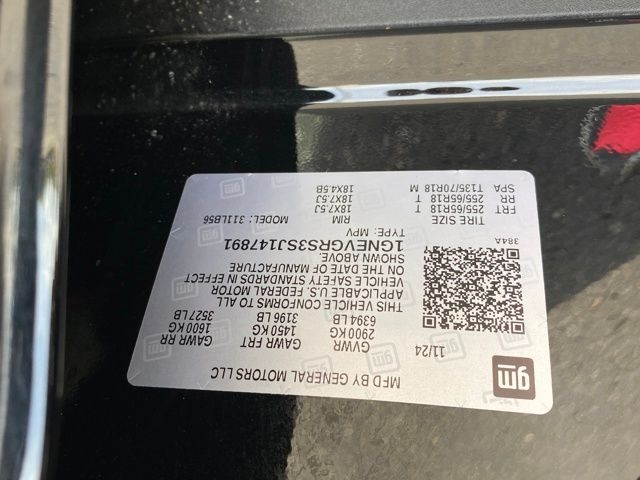 MFD BY GENERAL MOTORS LLC
gm
11/24
GVWR GAWR FRT GAWR RR
2900 KG 1450 KG 1600 KG
6394 LB 3196 LB 3527 LB
THIS VEHICLE CONFORMS TO ALL
APPLICABLE U.S. FEDERAL MOTOR
VEHICLE SAFETY STANDARDS IN EFFECT
ON THE DATE OF MANUFACTURE
SHOWN ABOVE.
1GNEVGRS3SJ147891
TYPE: MPV MODEL: 311LB56
384A
TIRE SIZE RIM
FRT 255/65R18 T 18X7.5J
RR: 255/65R18 T 18X7.5J
SPA T135/70R18 M 18X4.5B